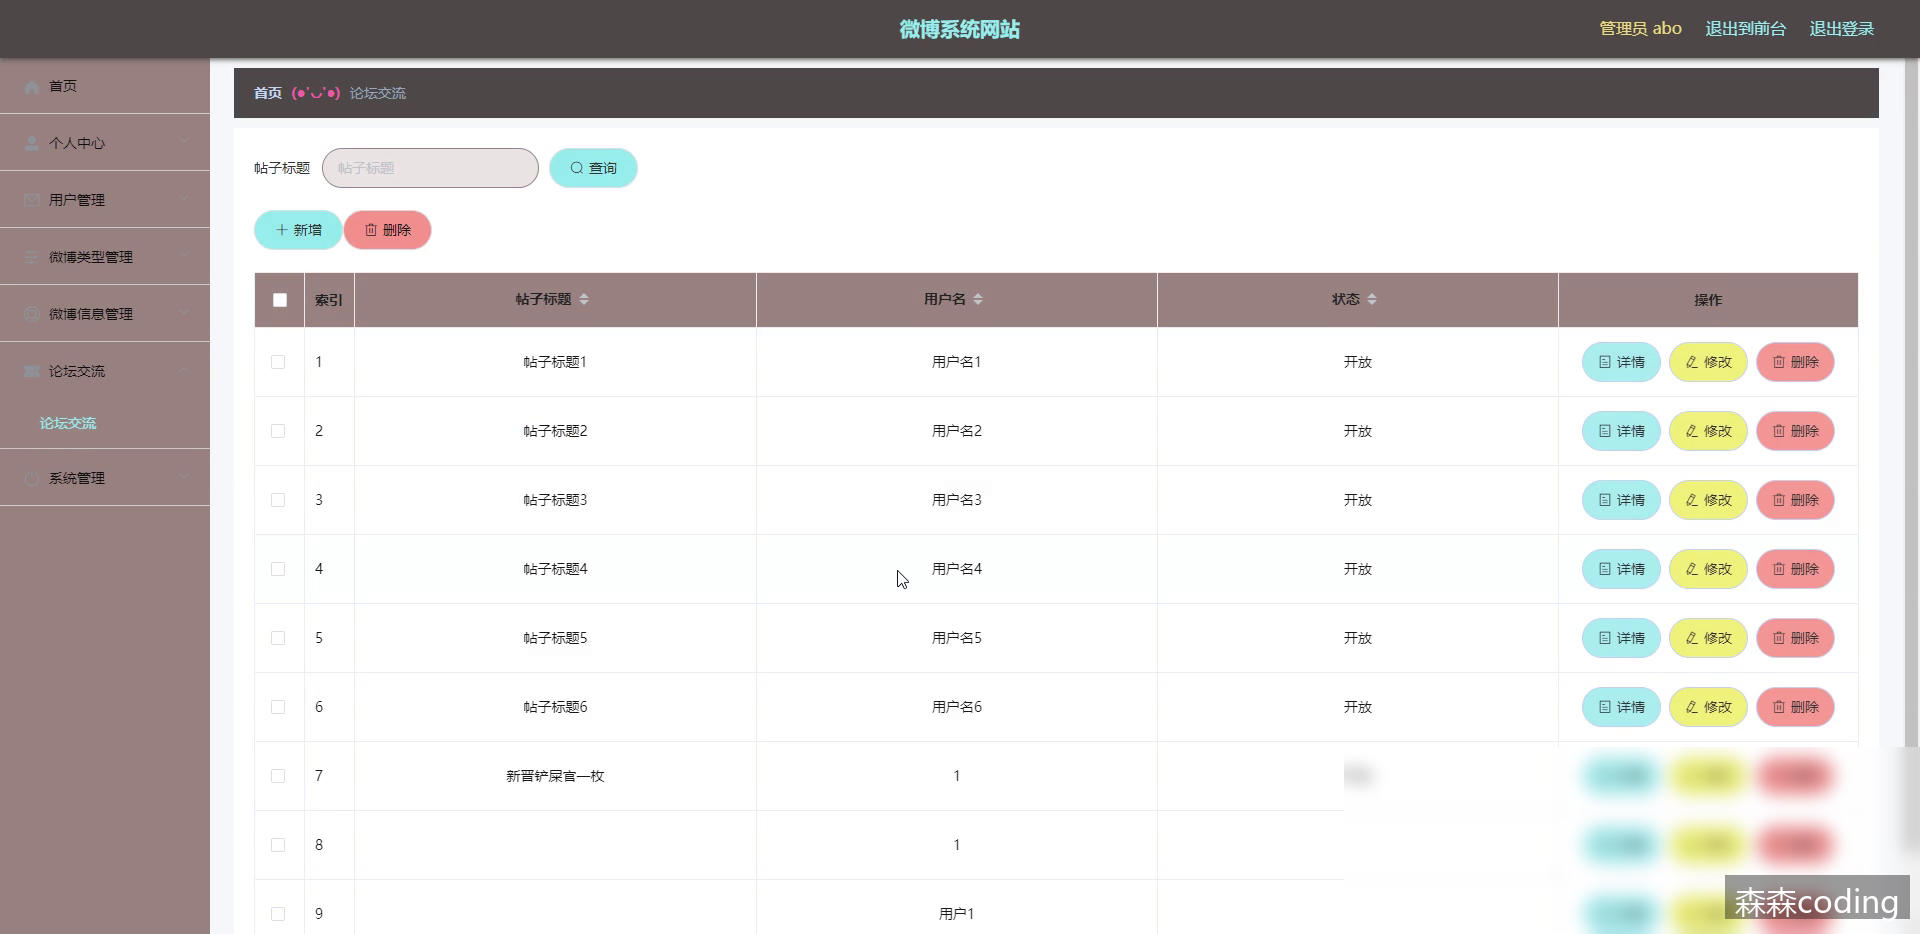 微博系统网站
管理员 abo 退出到前台 退出登录
首页
个人中心
用户管理
微博类型管理
微博信息管理
论坛交流
论坛交流
系统管理
首页 (●'◡'●) 论坛交流
帖子标题 帖子标题 查询
新增 删除
索引 帖子标题 用户名 状态 操作
1 帖子标题1 用户名1 开放 详情 修改 删除
2 帖子标题2 用户名2 开放 详情 修改 删除
3 帖子标题3 用户名3 开放 详情 修改 删除
4 帖子标题4 用户名4 开放 详情 修改 删除
5 帖子标题5 用户名5 开放 详情 修改 删除
6 帖子标题6 用户名6 开放 详情 修改 删除
7 新晋铲屎官一枚 1
8 1
9 用户1
森森coding